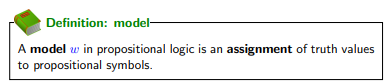 Definition: model
A model w in propositional logic is an assignment of truth values
to propositional symbols.